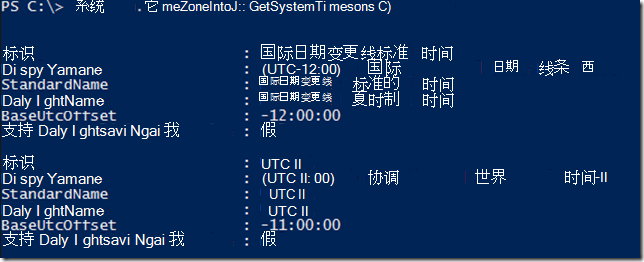 PS C:\> 系统 .它 meZoneIntoJ:: GetSystemTi mesons C)
标识 : 国际日期变更线标准 时间
Di spy Yamane : (UTC-12:00) 国际 日期 线条 西
StandardName : 国际日期变更线 标准的 时间
Daly I ghtName : 国际日期变更线 夏时制 时间
BaseUtcOffset : -12:00:00
支持 Daly I ghtsavi Ngai 我 : 假
标识 : UTC II
Di spy Yamane : (UTC II: 00) 协调 世界 时间-II
StandardName : UTC II
Daly I ghtName : UTC II
BaseUtcOffset : -11:00:00
支持 Daly I ghtsavi Ngai 我 : 假